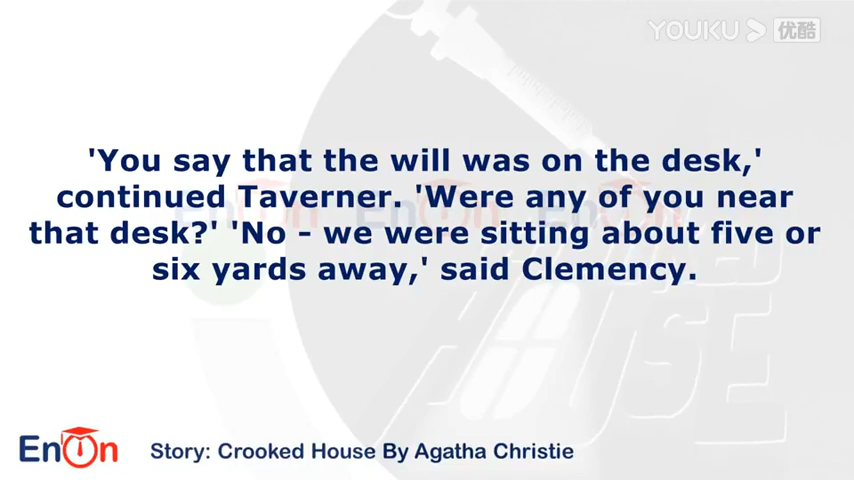 YOUKU 优酷
'You say that the will was on the desk,'
continued Taverner. 'Were any of you near
that desk?' 'No - we were sitting about five or
six yards away,' said Clemency.
HOUSE
EnOn
Story: Crooked House By Agatha Christie